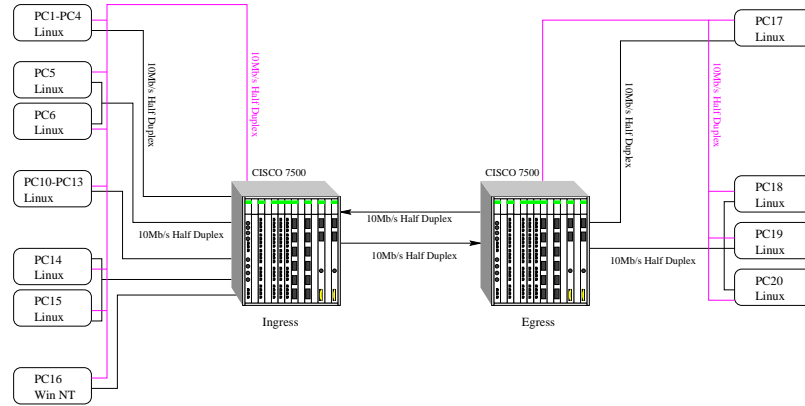 PC1-PC4
Linux
PC5
Linux
PC6
Linux
PC10-PC13
Linux
PC14
Linux
PC15
Linux
PC16
Win NT
10Mb/s Half Duplex
10Mb/s Half Duplex
10Mb/s Half Duplex
CISCO 7500
Ingress
10Mb/s Half Duplex
10Mb/s Half Duplex
CISCO 7500
Egress
10Mb/s Half Duplex
10Mb/s Half Duplex
10Mb/s Half Duplex
PC17
Linux
PC18
Linux
PC19
Linux
PC20
Linux